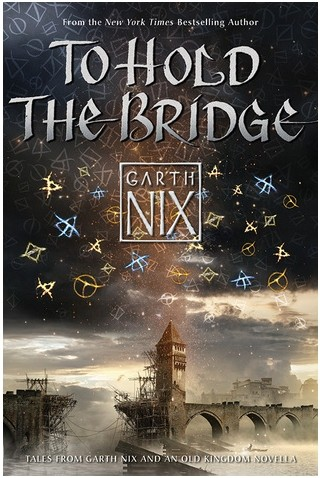 From the New York Times Bestselling Author
TO HOLD
THE BRIDGE
GARTH
NIX
TALES FROM GARTH NIX AND AN OLD KINGDOM NOVELLA